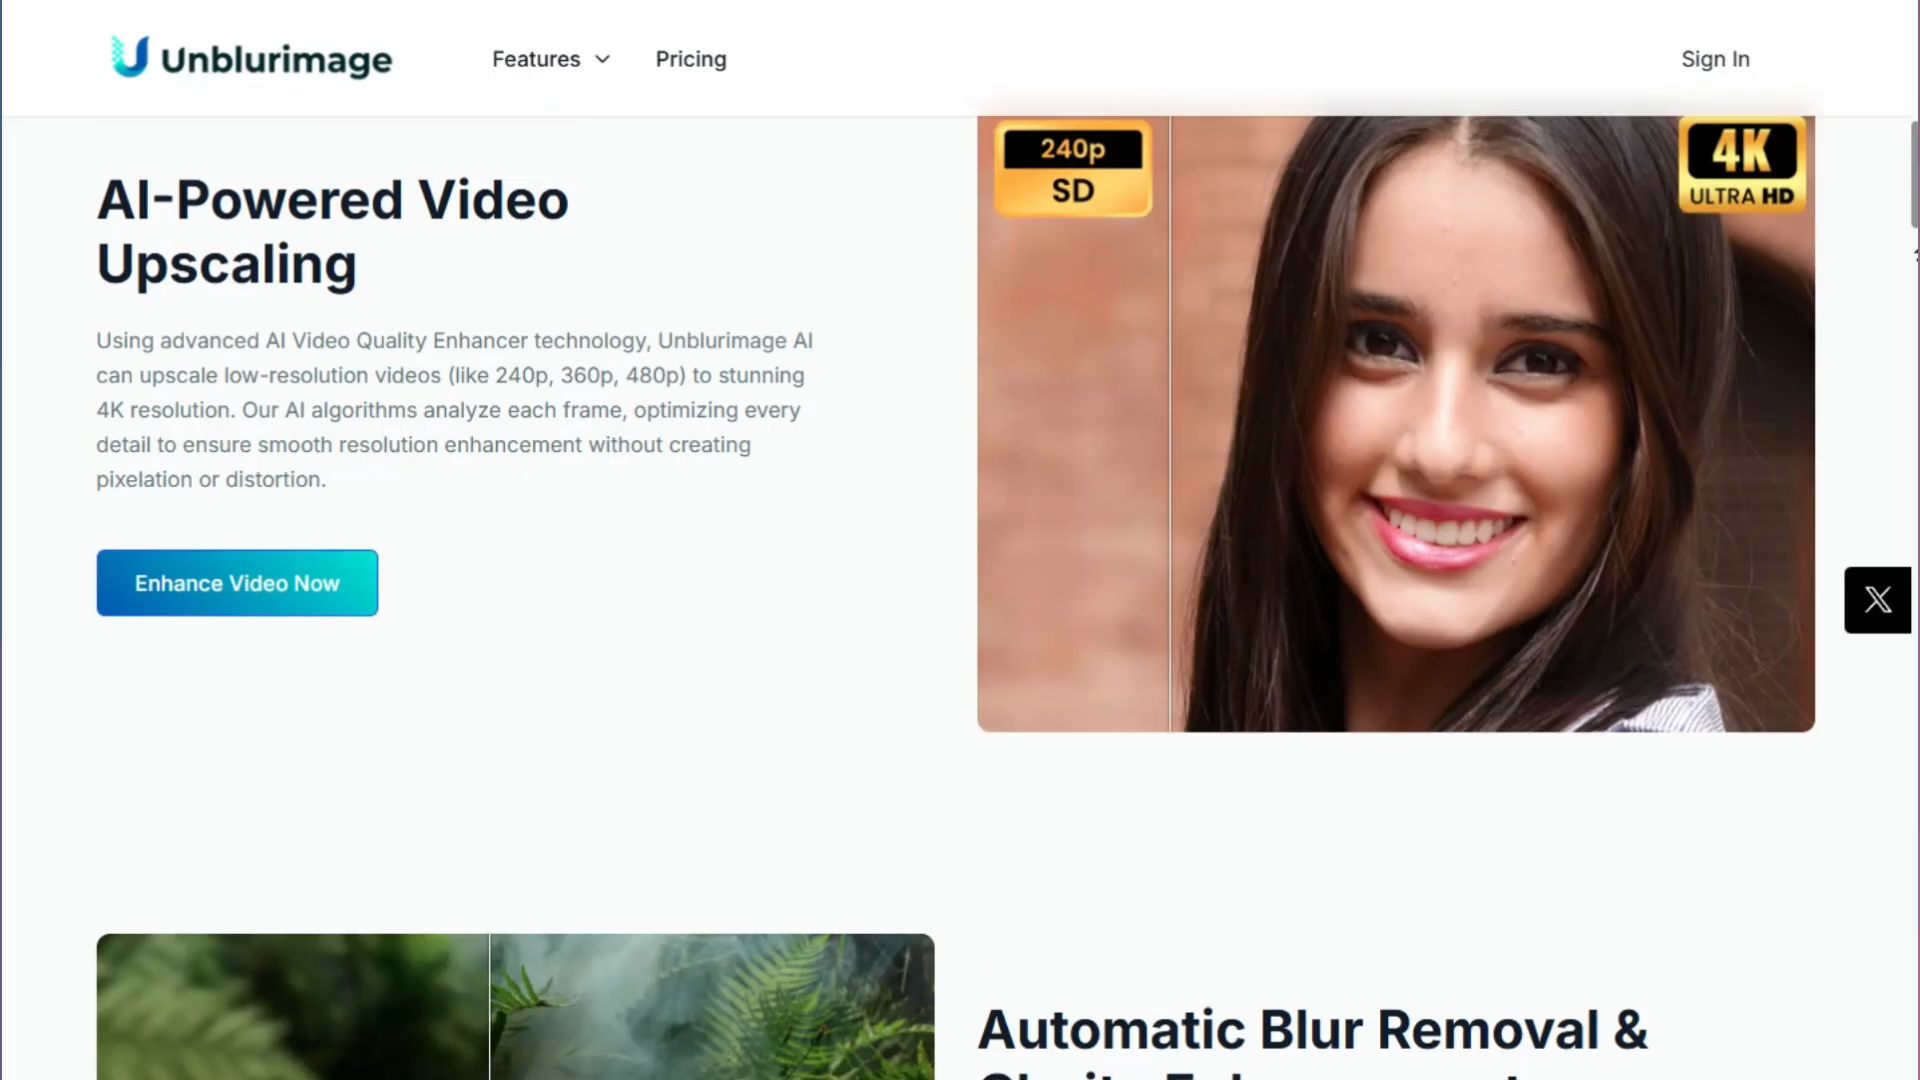 Unblurimage
Features
Pricing
Sign In
AI-Powered Video
Upscaling
Using advanced AI Video Quality Enhancer technology, Unblurimage AI
can upscale low-resolution videos (like 240p, 360p, 480p) to stunning
4K resolution. Our AI algorithms analyze each frame, optimizing every
detail to ensure smooth resolution enhancement without creating
pixelation or distortion.
Enhance Video Now
240p
SD
4K
ULTRA HD
Automatic Blur Removal &